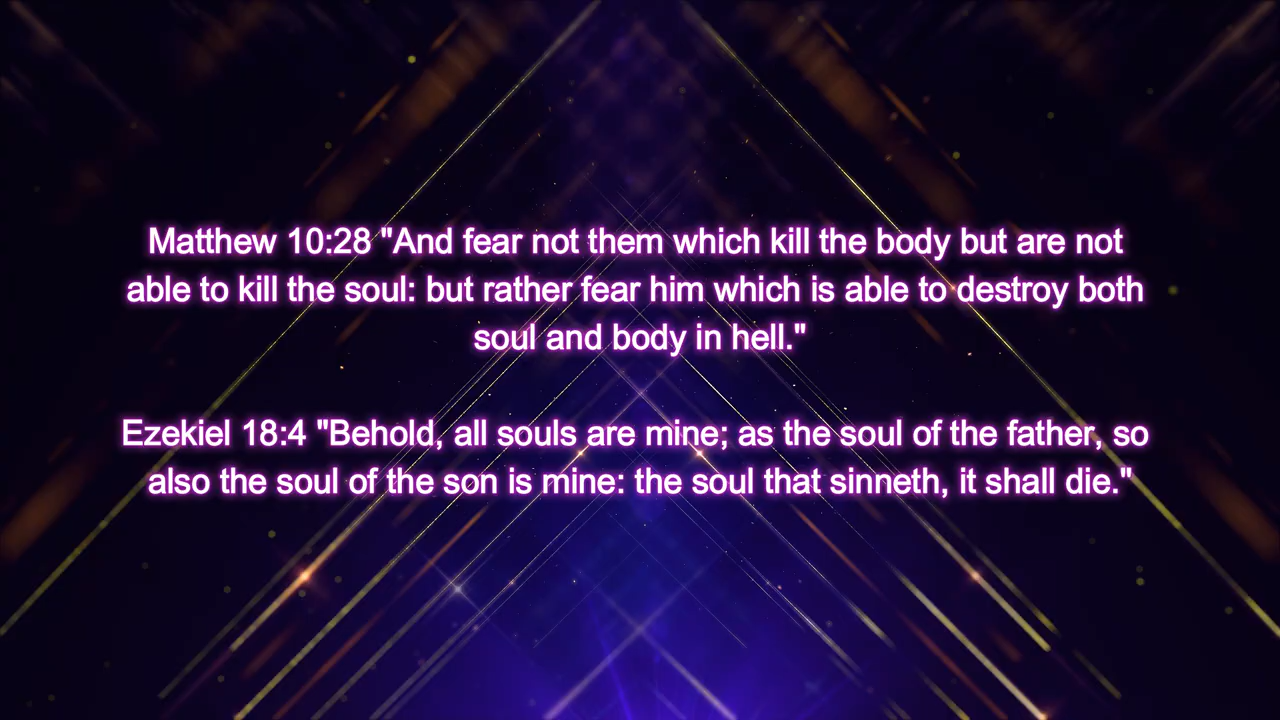 Matthew 10:28 "And fear not them which kill the body but are not
able to kill the soul: but rather fear him which is able to destroy both
soul and body in hell."
Ezekiel 18:4 "Behold, all souls are mine; as the soul of the father, so
also the soul of the son is mine: the soul that sinneth, it shall die."